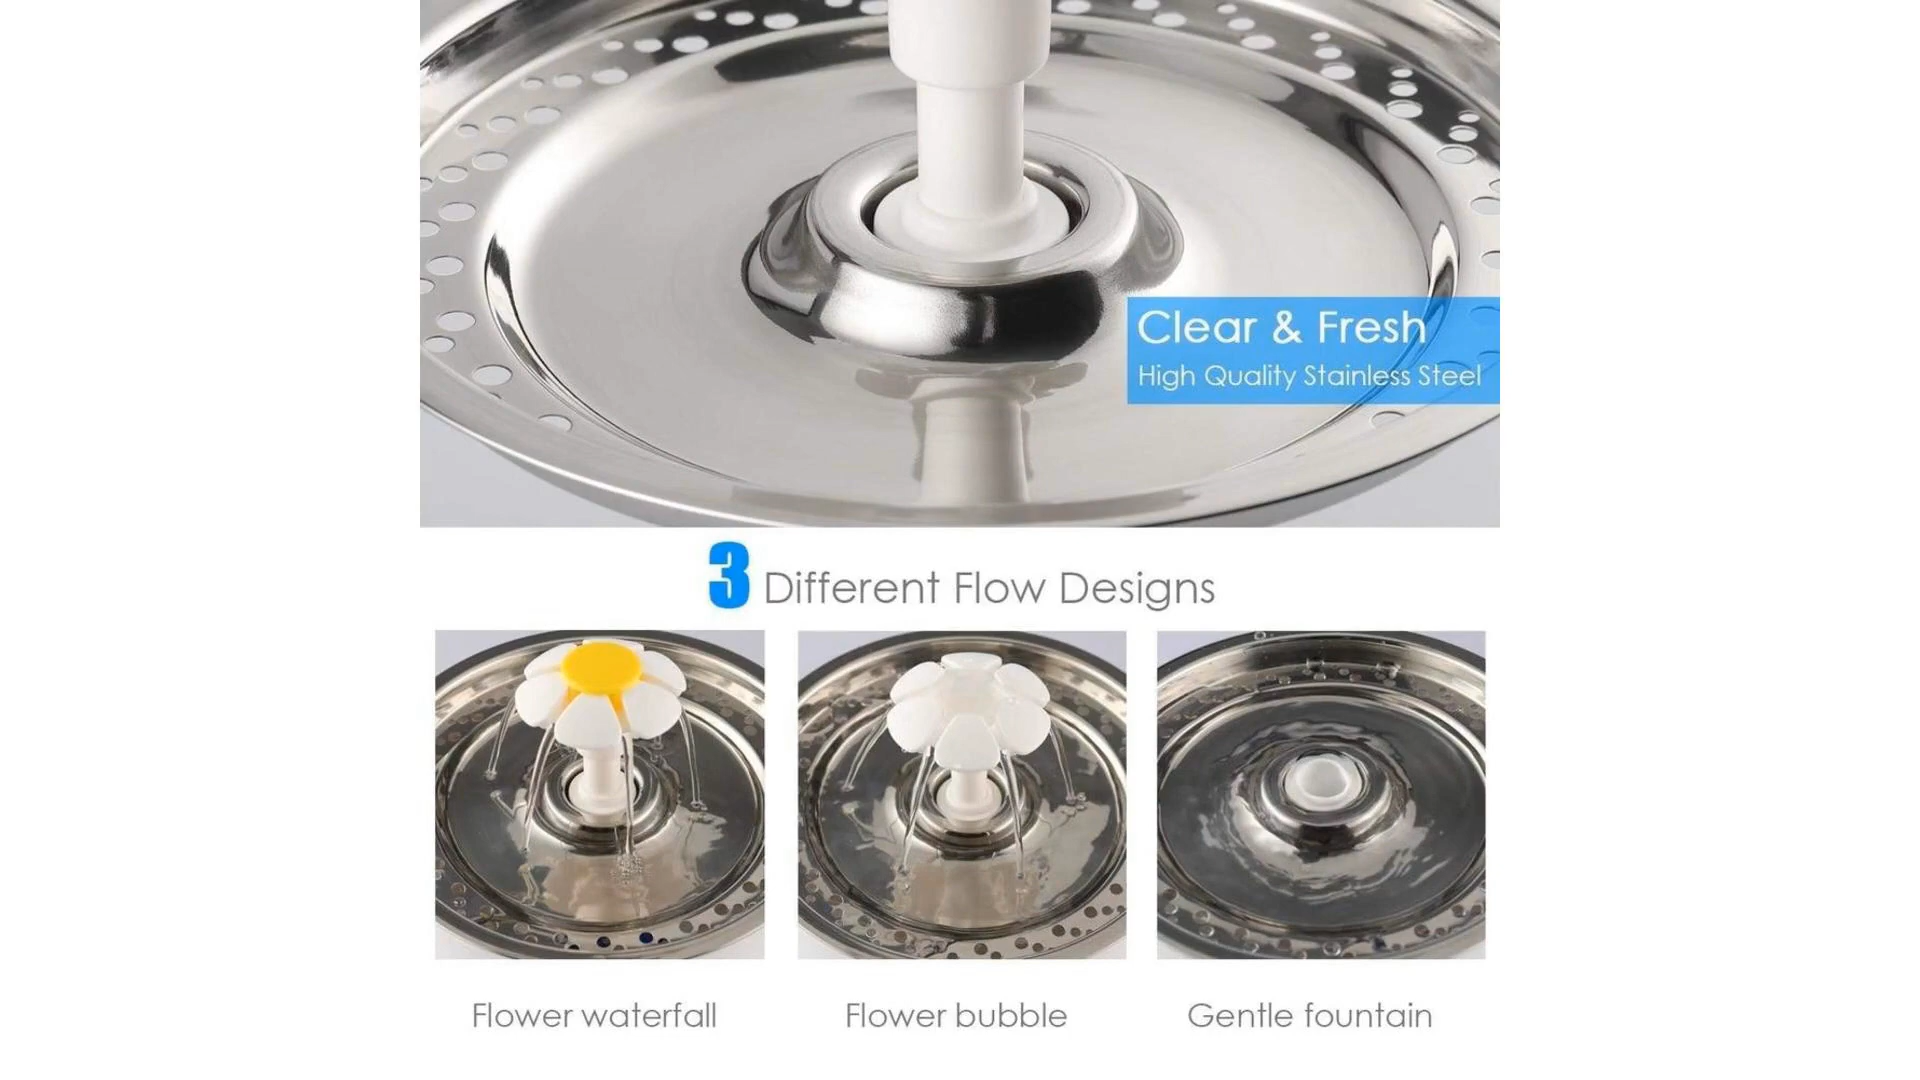 Clear & Fresh
High Quality Stainless Steel
3 Different Flow Designs
Flower waterfall
Flower bubble
Gentle fountain